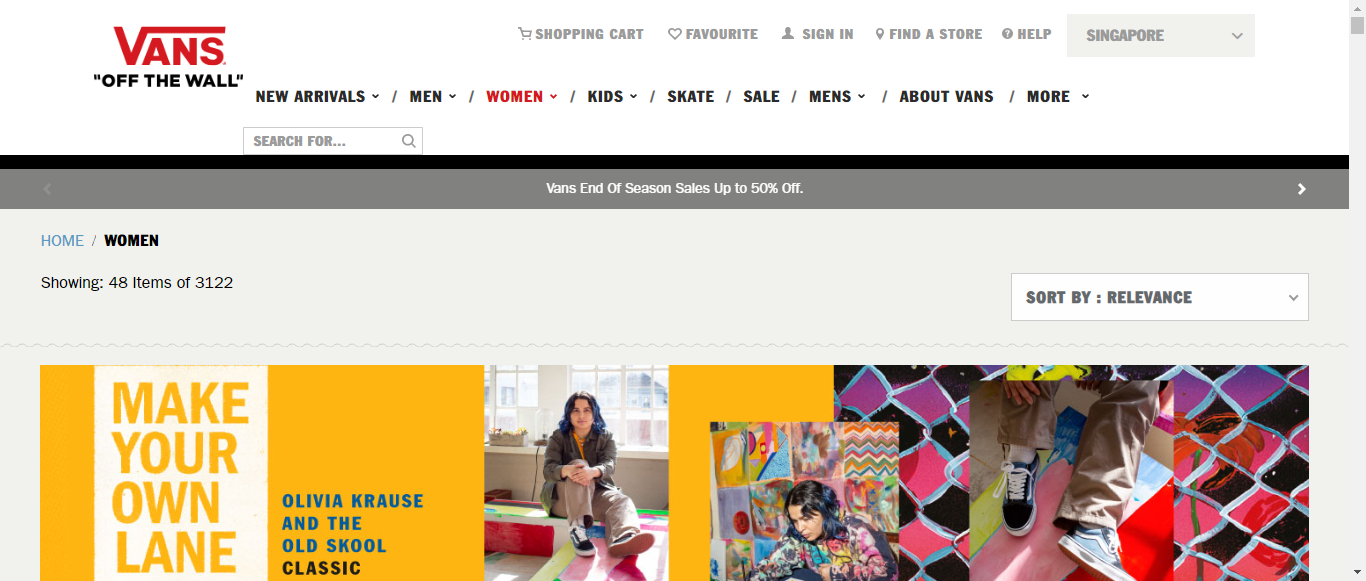 VANS
"OFF THE WALL"
SHOPPING CART
FAVOURITE
SIGN IN
FIND A STORE
HELP
SINGAPORE
NEW ARRIVALS / MEN / WOMEN / KIDS / SKATE / SALE / MENS / ABOUT VANS / MORE
SEARCH FOR...
Vans End Of Season Sales Up to 50% Off.
HOME / WOMEN
Showing: 48 Items of 3122
SORT BY : RELEVANCE
MAKE
YOUR
OWN
LANE
OLIVIA KRAUSE
AND THE
OLD SKOOL
CLASSIC